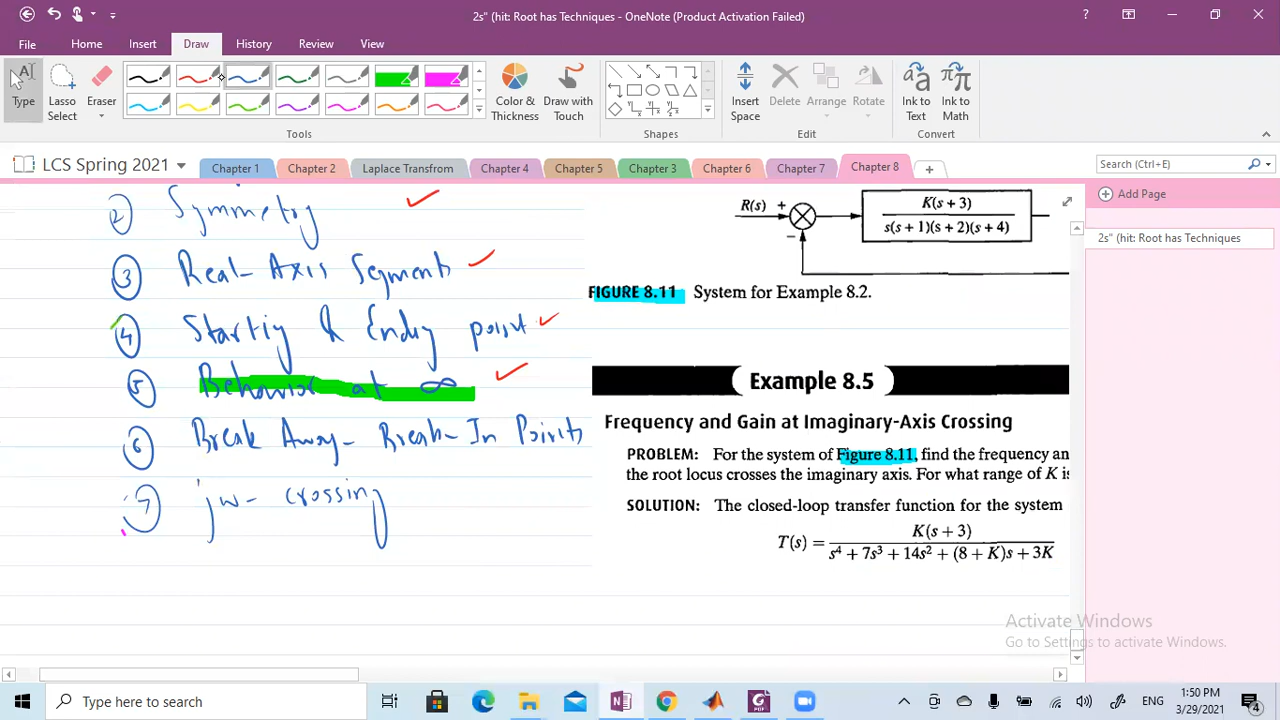 2s" (hit: Root has Techniques - OneNote (Product Activation Failed)
File Home Insert Draw History Review View
Type
Lasso Select
Eraser
Color & Thickness
Draw with Touch
Insert Space
Delete
Arrange
Rotate
Ink to Text
Ink to Math
Tools Shapes Edit Convert
LCS Spring 2021
Chapter 1 Chapter 2 Laplace Transfrom Chapter 4 Chapter 5 Chapter 3 Chapter 6 Chapter 7 Chapter 8
Search (Ctrl+E)
Add Page
2s" (hit: Root has Techniques
2 Symmetry
3 Real-Axis Segments
4 Starting & Ending point
5 Behavior at ∞
6 Break Away- Break-In Points
7 jw- crossing
R(s) + −
K(s + 3)
s(s + 1)(s + 2)(s + 4)
FIGURE 8.11 System for Example 8.2.
Example 8.5
Frequency and Gain at Imaginary-Axis Crossing
PROBLEM: For the system of Figure 8.11, find the frequency an
the root locus crosses the imaginary axis. For what range of K is
SOLUTION: The closed-loop transfer function for the system
K(s + 3)
T(s) =
s⁴ + 7s³ + 14s² + (8 + K)s + 3K
Activate Windows
Go to Settings to activate Windows.
Type here to search
ENG
1:50 PM
3/29/2021
4